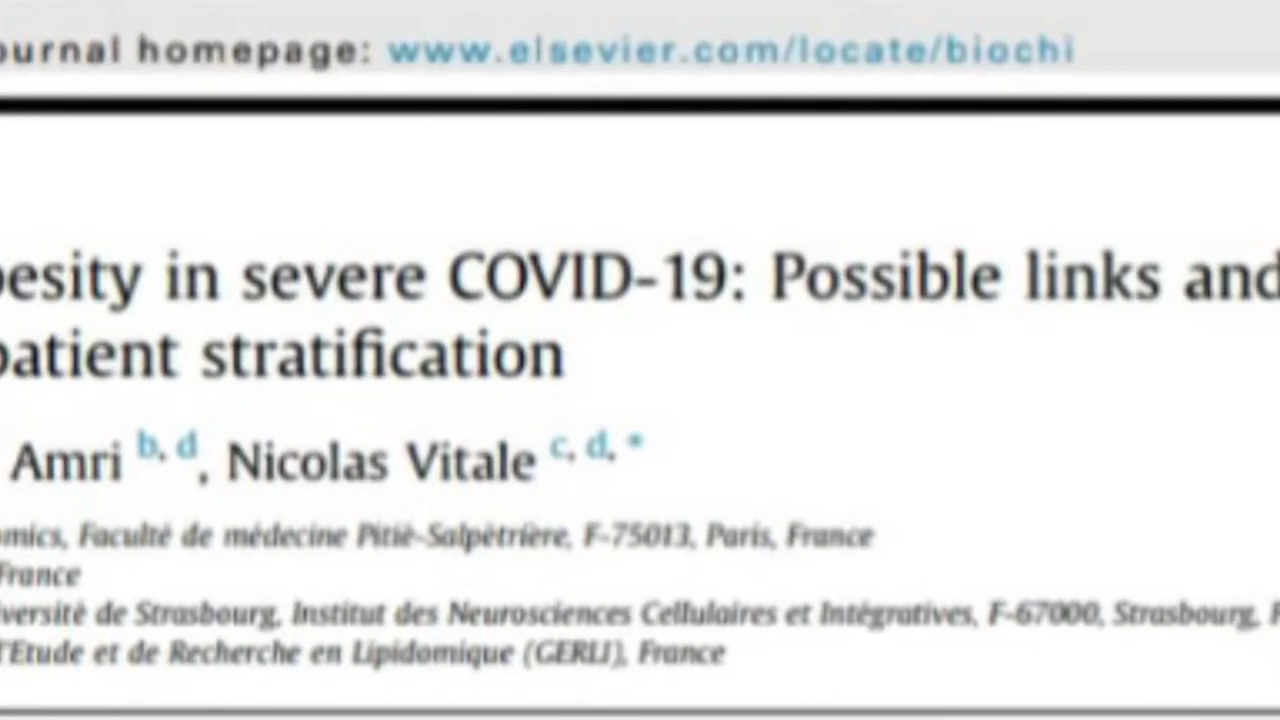 ournal homepage: www.elsevier.com/locate/biochi
besity in severe COVID-19: Possible links and
patient stratification
Amri b, d, Nicolas Vitale c, d, *
omics, Faculté de médecine Pitié-Salpètrîere, F-75013, Paris, France
France
versité de Strasbourg, Institut des Neurosciences Cellulaires et Intégratives, F-67000, Strasbourg, F
l'Etude et de Recherche en Lipidomique (GERLI), France